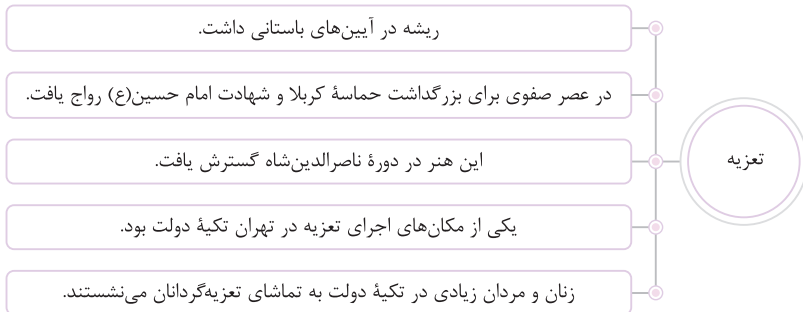 تعزیه
ریشه در آیین‌های باستانی داشت.
در عصر صفوی برای بزرگداشت حماسهٔ کربلا و شهادت امام حسین(ع) رواج یافت.
این هنر در دورهٔ ناصرالدین‌شاه گسترش یافت.
یکی از مکان‌های اجرای تعزیه در تهران تکیهٔ دولت بود.
زنان و مردان زیادی در تکیهٔ دولت به تماشای تعزیه‌گردانان می‌نشستند.